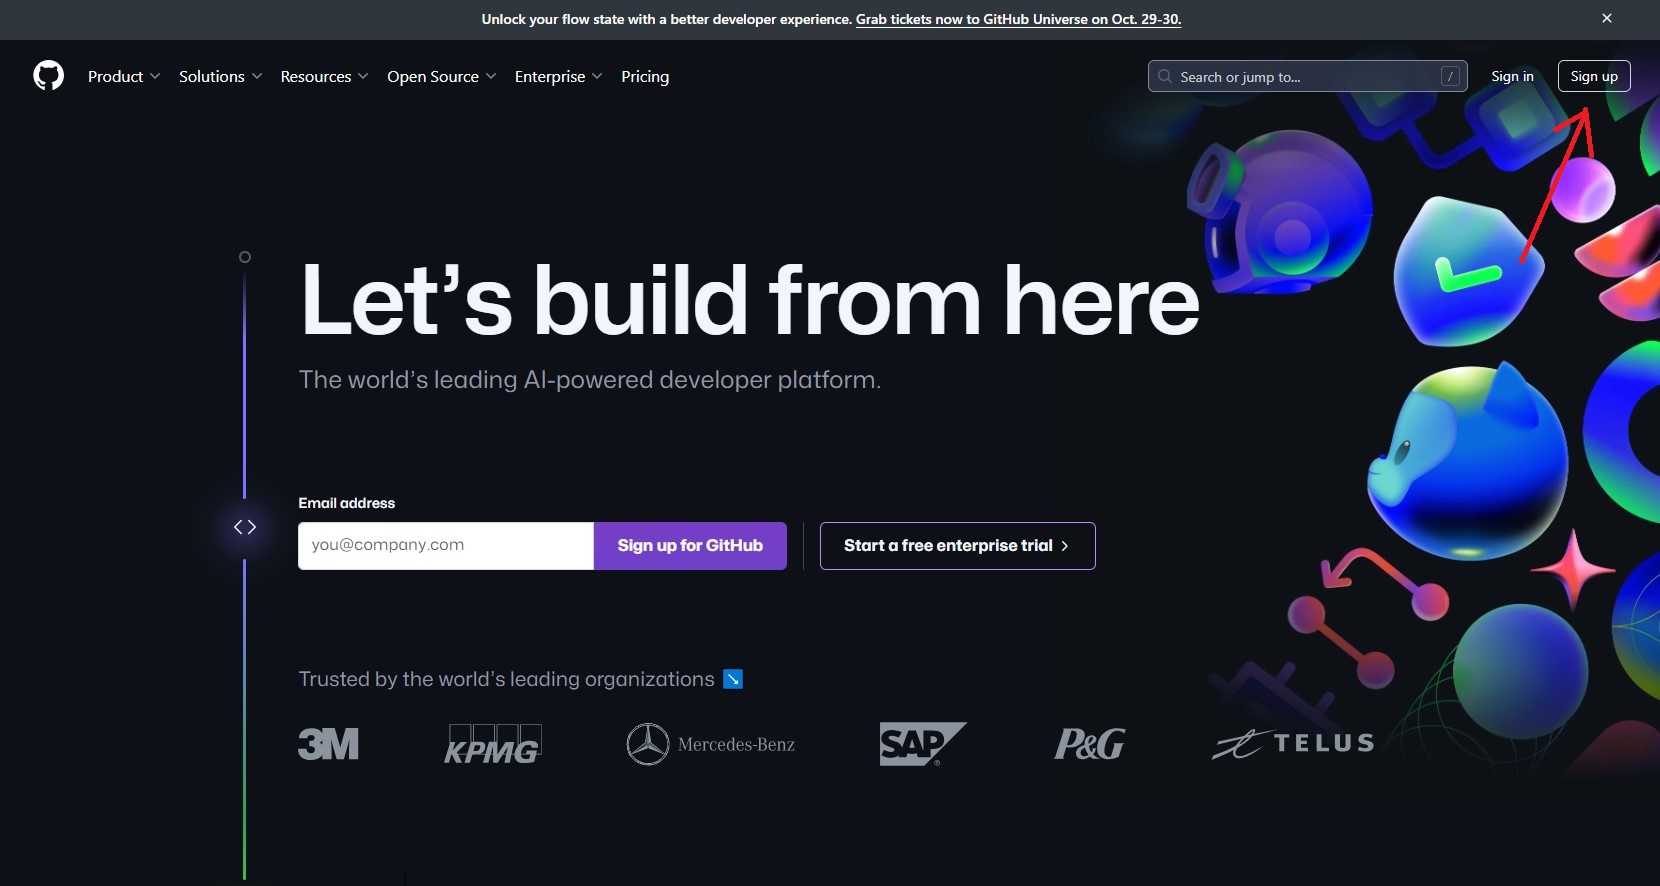 Unlock your flow state with a better developer experience. Grab tickets now to GitHub Universe on Oct. 29-30.
Product Solutions Resources Open Source Enterprise Pricing
Search or jump to... / Sign in Sign up
Let’s build from here
The world’s leading AI-powered developer platform.
Email address
you@company.com Sign up for GitHub Start a free enterprise trial
Trusted by the world’s leading organizations
3M KPMG Mercedes-Benz SAP® P&G TELUS